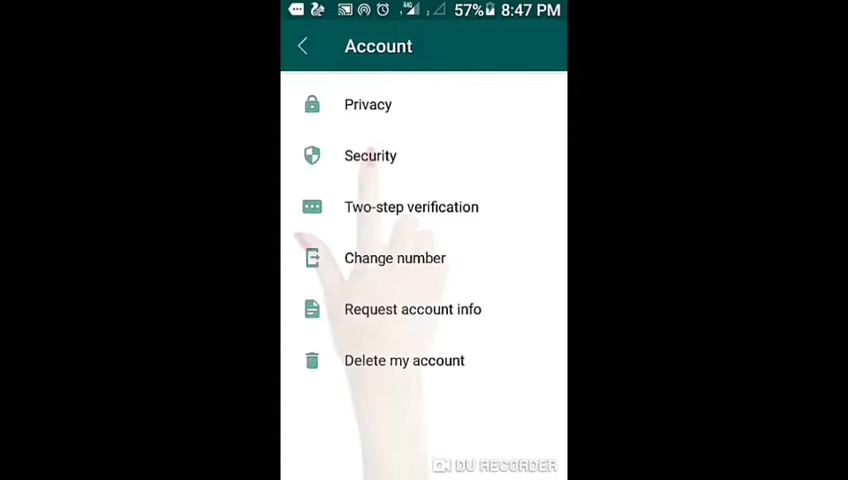 57% 8:47 PM
Account
Privacy
Security
Two-step verification
Change number
Request account info
Delete my account
DU RECORDER